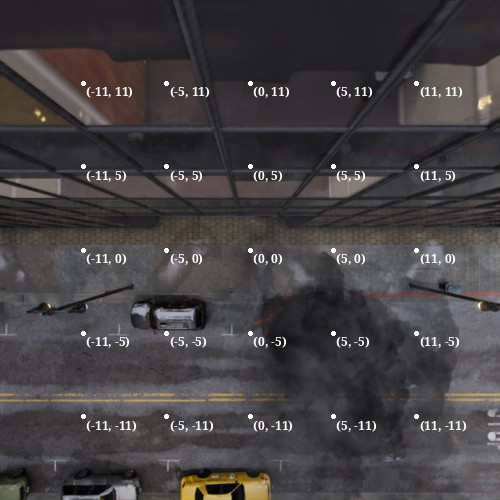 (-11, 11) (-5, 11) (0, 11) (5, 11) (11, 11)
(-11, 5) (-5, 5) (0, 5) (5, 5) (11, 5)
(-11, 0) (-5, 0) (0, 0) (5, 0) (11, 0)
(-11, -5) (-5, -5) (0, -5) (5, -5) (11, -5)
(-11, -11) (-5, -11) (0, -11) (5, -11) (11, -11)